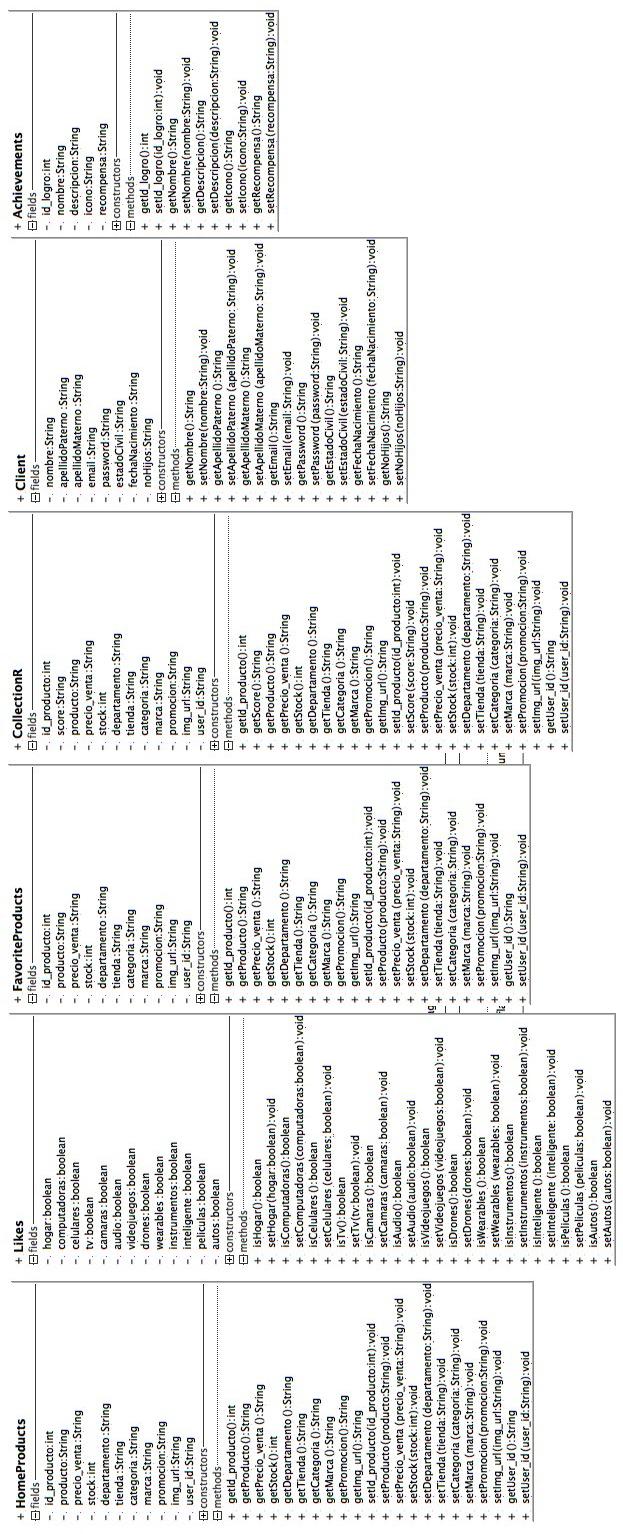 + HomeProducts
fields
- id_producto:int
- producto:String
- precio_venta:String
- stock:int
- departamento:String
- tienda:String
- categoria:String
- marca:String
- promocion:String
- img_url:String
- user_id:String
constructors
methods
+ getId_producto():int
+ getProducto():String
+ getPrecio_venta ():String
+ getStock():int
+ getDepartamento ():String
+ getTienda():String
+ getCategoria ():String
+ getMarca ():String
+ getPromocion():String
+ getImg_url():String
+ setId_producto(id_producto:int):void
+ setProducto(producto:String):void
+ setPrecio_venta (precio_venta: String):void
+ setStock(stock:int):void
+ setDepartamento (departamento: String):void
+ setTienda(tienda:String):void
+ setCategoria (categoria: String):void
+ setMarca (marca:String):void
+ setPromocion(promocion:String):void
+ setImg_url(img_url:String):void
+ getUser_id ():String
+ setUser_id(user_id:String):void
+ Likes
fields
- hogar:boolean
- computadoras:boolean
- celulares:boolean
- tv:boolean
- camaras:boolean
- audio:boolean
- videojuegos:boolean
- drones:boolean
- wearables :boolean
- instrumentos:boolean
- inteligente :boolean
- peliculas:boolean
- autos:boolean
constructors
methods
+ isHogar():boolean
+ setHogar(hogar:boolean):void
+ isComputadoras():boolean
+ setComputadoras(computadoras:boolean):void
+ isCelulares ():boolean
+ setCelulares (celulares:boolean):void
+ isTv():boolean
+ setTv(tv:boolean):void
+ isCamaras ():boolean
+ setCamaras (camaras: boolean):void
+ isAudio():boolean
+ setAudio(audio:boolean):void
+ isVideojuegos():boolean
+ setVideojuegos (videojuegos:boolean):void
+ isDrones():boolean
+ setDrones(drones:boolean):void
+ isWearables ():boolean
+ setWearables (wearables: boolean):void
+ isInstrumentos():boolean
+ setInstrumentos(instrumentos:boolean):void
+ isInteligente ():boolean
+ setInteligente (inteligente: boolean):void
+ isPeliculas ():boolean
+ setPeliculas (peliculas:boolean):void
+ isAutos():boolean
+ setAutos(autos:boolean):void
+ FavoriteProducts
fields
- id_producto:int
- producto:String
- precio_venta:String
- stock:int
- departamento:String
- tienda:String
- categoria:String
- marca:String
- promocion:String
- img_url:String
- user_id:String
constructors
methods
+ getId_producto():int
+ getProducto():String
+ getPrecio_venta ():String
+ getStock():int
+ getDepartamento ():String
+ getTienda():String
+ getCategoria ():String
+ getMarca ():String
+ getPromocion():String
+ getImg_url():String
+ setId_producto(id_producto:int):void
+ setProducto(producto:String):void
+ setPrecio_venta (precio_venta: String):void
+ setStock(stock:int):void
+ setDepartamento (departamento: String):void
+ setTienda(tienda:String):void
+ setCategoria (categoria: String):void
+ setMarca (marca:String):void
+ setPromocion(promocion:String):void
+ setImg_url(img_url:String):void
+ getUser_id ():String
+ setUser_id(user_id:String):void
+ CollectionR
fields
- id_producto:int
- score:String
- producto:String
- precio_venta:String
- stock:int
- departamento:String
- tienda:String
- categoria:String
- marca:String
- promocion:String
- img_url:String
- user_id:String
constructors
methods
+ getId_producto():int
+ getScore():String
+ getProducto():String
+ getPrecio_venta ():String
+ getStock():int
+ getDepartamento ():String
+ getTienda():String
+ getCategoria ():String
+ getMarca ():String
+ getPromocion():String
+ getImg_url():String
+ setId_producto(id_producto:int):void
+ setScore(score:String):void
+ setProducto(producto:String):void
+ setPrecio_venta (precio_venta: String):void
+ setStock(stock:int):void
+ setDepartamento (departamento: String):void
+ setTienda(tienda:String):void
+ setCategoria (categoria: String):void
+ setMarca (marca:String):void
+ setPromocion(promocion:String):void
+ setImg_url(img_url:String):void
+ getUser_id ():String
+ setUser_id(user_id:String):void
+ Client
fields
- nombre:String
- apellidoPaterno :String
- apellidoMaterno :String
- email:String
- password:String
- estadoCivil :String
- fechaNacimiento :String
- noHijos:String
constructors
methods
+ getNombre():String
+ setNombre(nombre:String):void
+ getApellidoPaterno ():String
+ setApellidoPaterno (apellidoPaterno: String):void
+ getApellidoMaterno ():String
+ setApellidoMaterno (apellidoMaterno: String):void
+ getEmail():String
+ setEmail(email:String):void
+ getPassword ():String
+ setPassword (password:String):void
+ getEstadoCivil ():String
+ setEstadoCivil (estadoCivil: String):void
+ getFechaNacimiento ():String
+ setFechaNacimiento (fechaNacimiento: String):void
+ getNoHijos():String
+ setNoHijos(noHijos:String):void
+ Achievements
fields
- id_logro:int
- nombre:String
- descripcion:String
- icono:String
- recompensa:String
constructors
methods
+ getId_logro():int
+ setId_logro(id_logro:int):void
+ getNombre():String
+ setNombre(nombre:String):void
+ getDescripcion():String
+ setDescripcion(descripcion:String):void
+ getIcono():String
+ setIcono(icono:String):void
+ getRecompensa():String
+ setRecompensa(recompensa:String):void